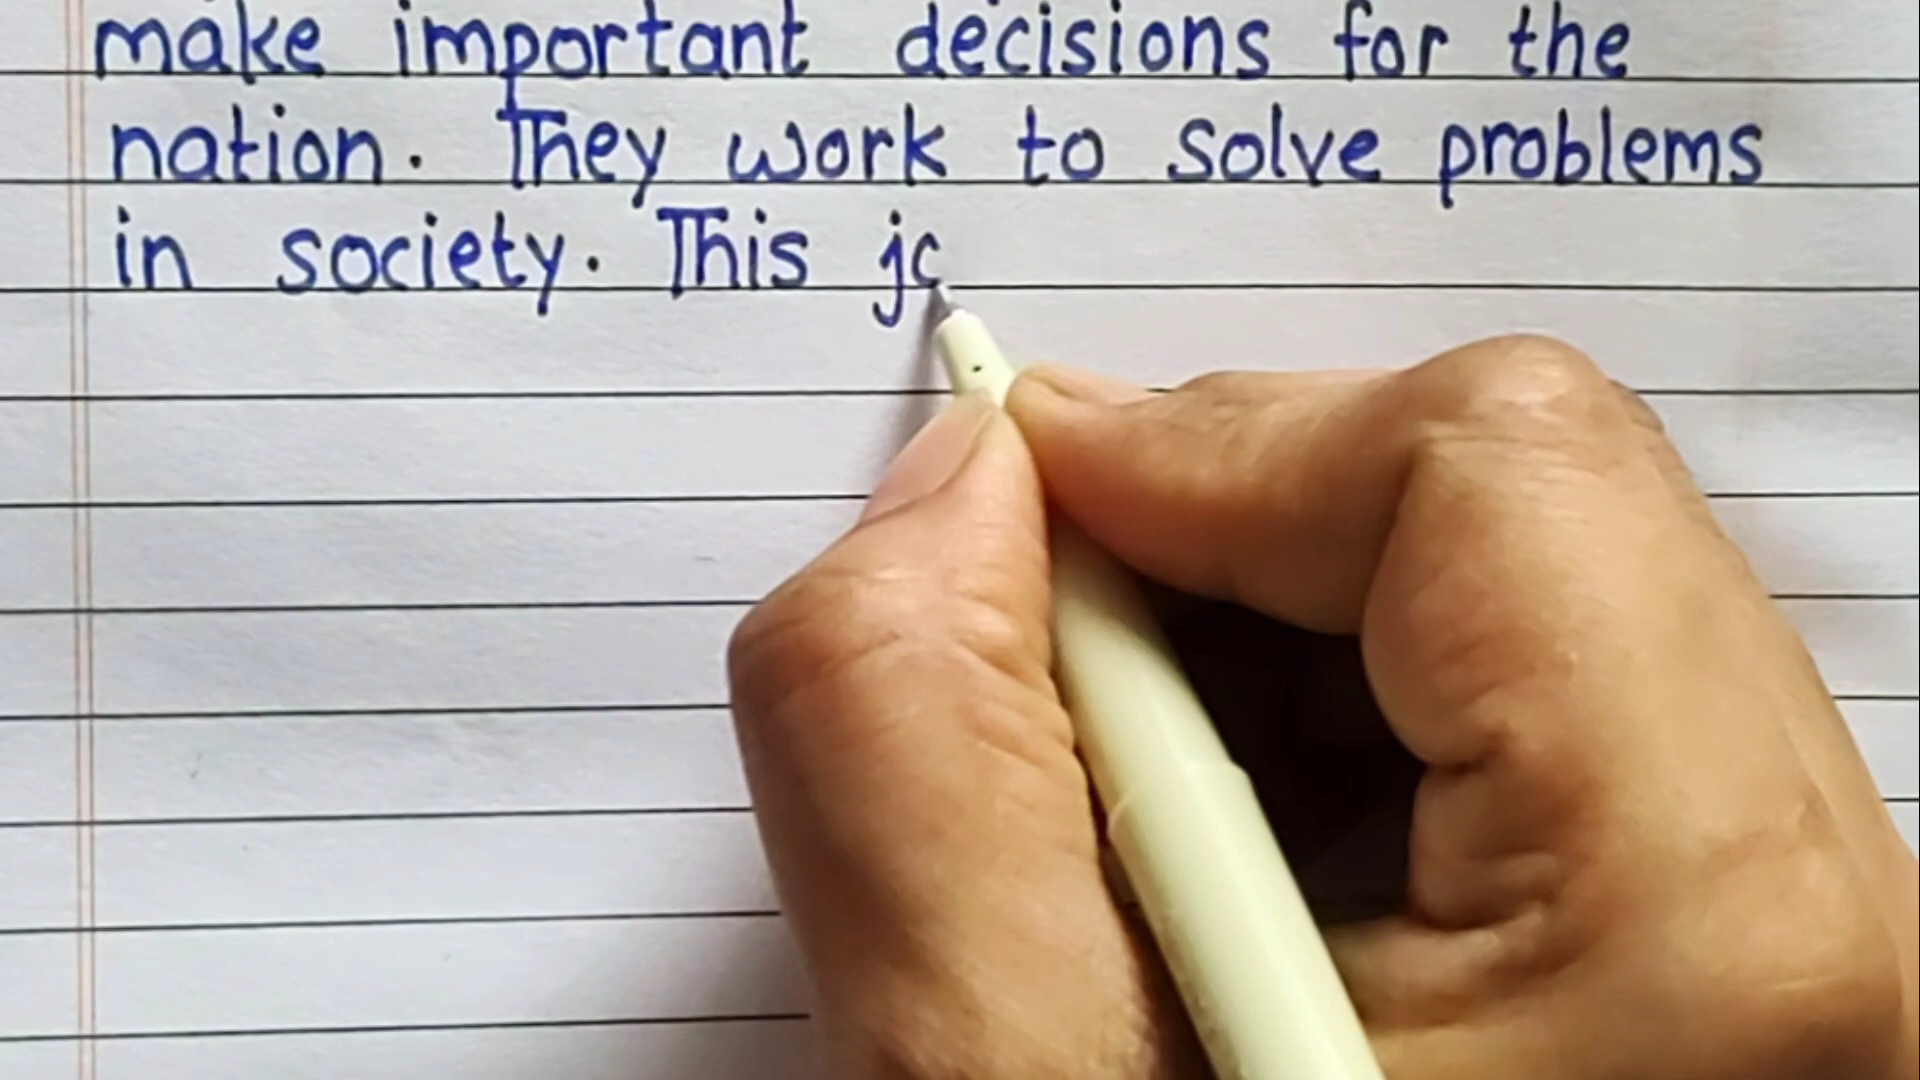 make important decisions for the
nation. They work to solve problems
in society. This